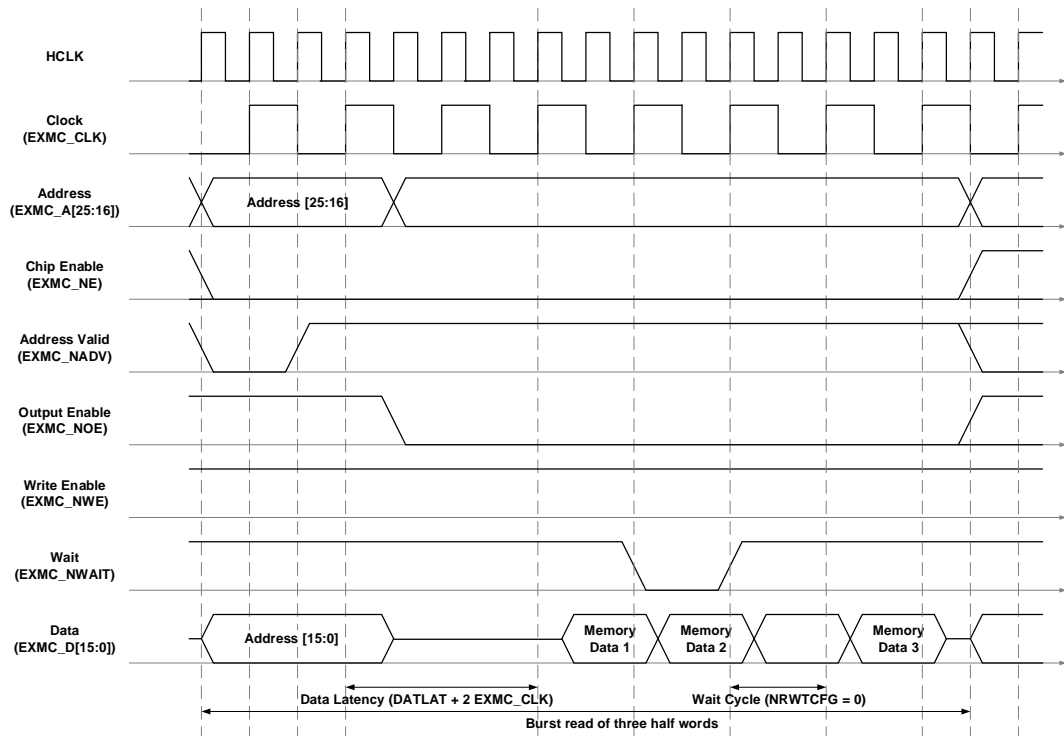 HCLK
Clock
(EXMC_CLK)
Address
(EXMC_A[25:16])
Address [25:16]
Chip Enable
(EXMC_NE)
Address Valid
(EXMC_NADV)
Output Enable
(EXMC_NOE)
Write Enable
(EXMC_NWE)
Wait
(EXMC_NWAIT)
Data
(EXMC_D[15:0])
Address [15:0]
Memory
Data 1
Memory
Data 2
Memory
Data 3
Data Latency (DATLAT + 2 EXMC_CLK)
Wait Cycle (NRWTCFG = 0)
Burst read of three half words